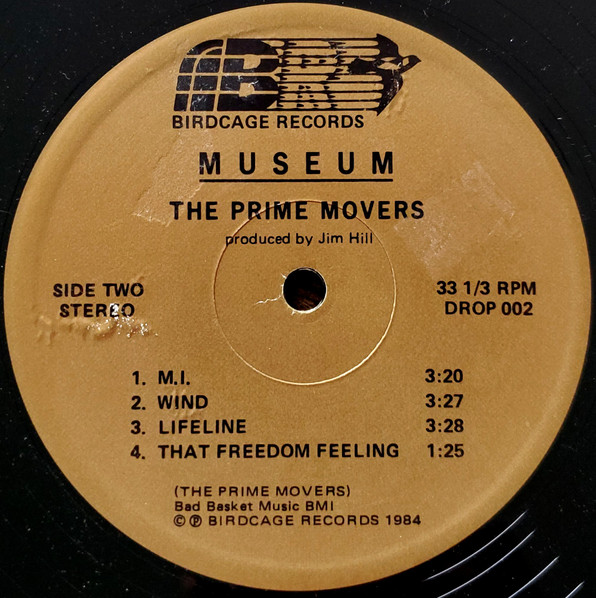 BIRDCAGE RECORDS
MUSEUM
THE PRIME MOVERS
produced by Jim Hill
SIDE TWO
STEREO
33 1/3 RPM
DROP 002
1. M.I. 3:20
2. WIND 3:27
3. LIFELINE 3:28
4. THAT FREEDOM FEELING 1:25
(THE PRIME MOVERS)
Bad Basket Music BMI
© ℗ BIRDCAGE RECORDS 1984